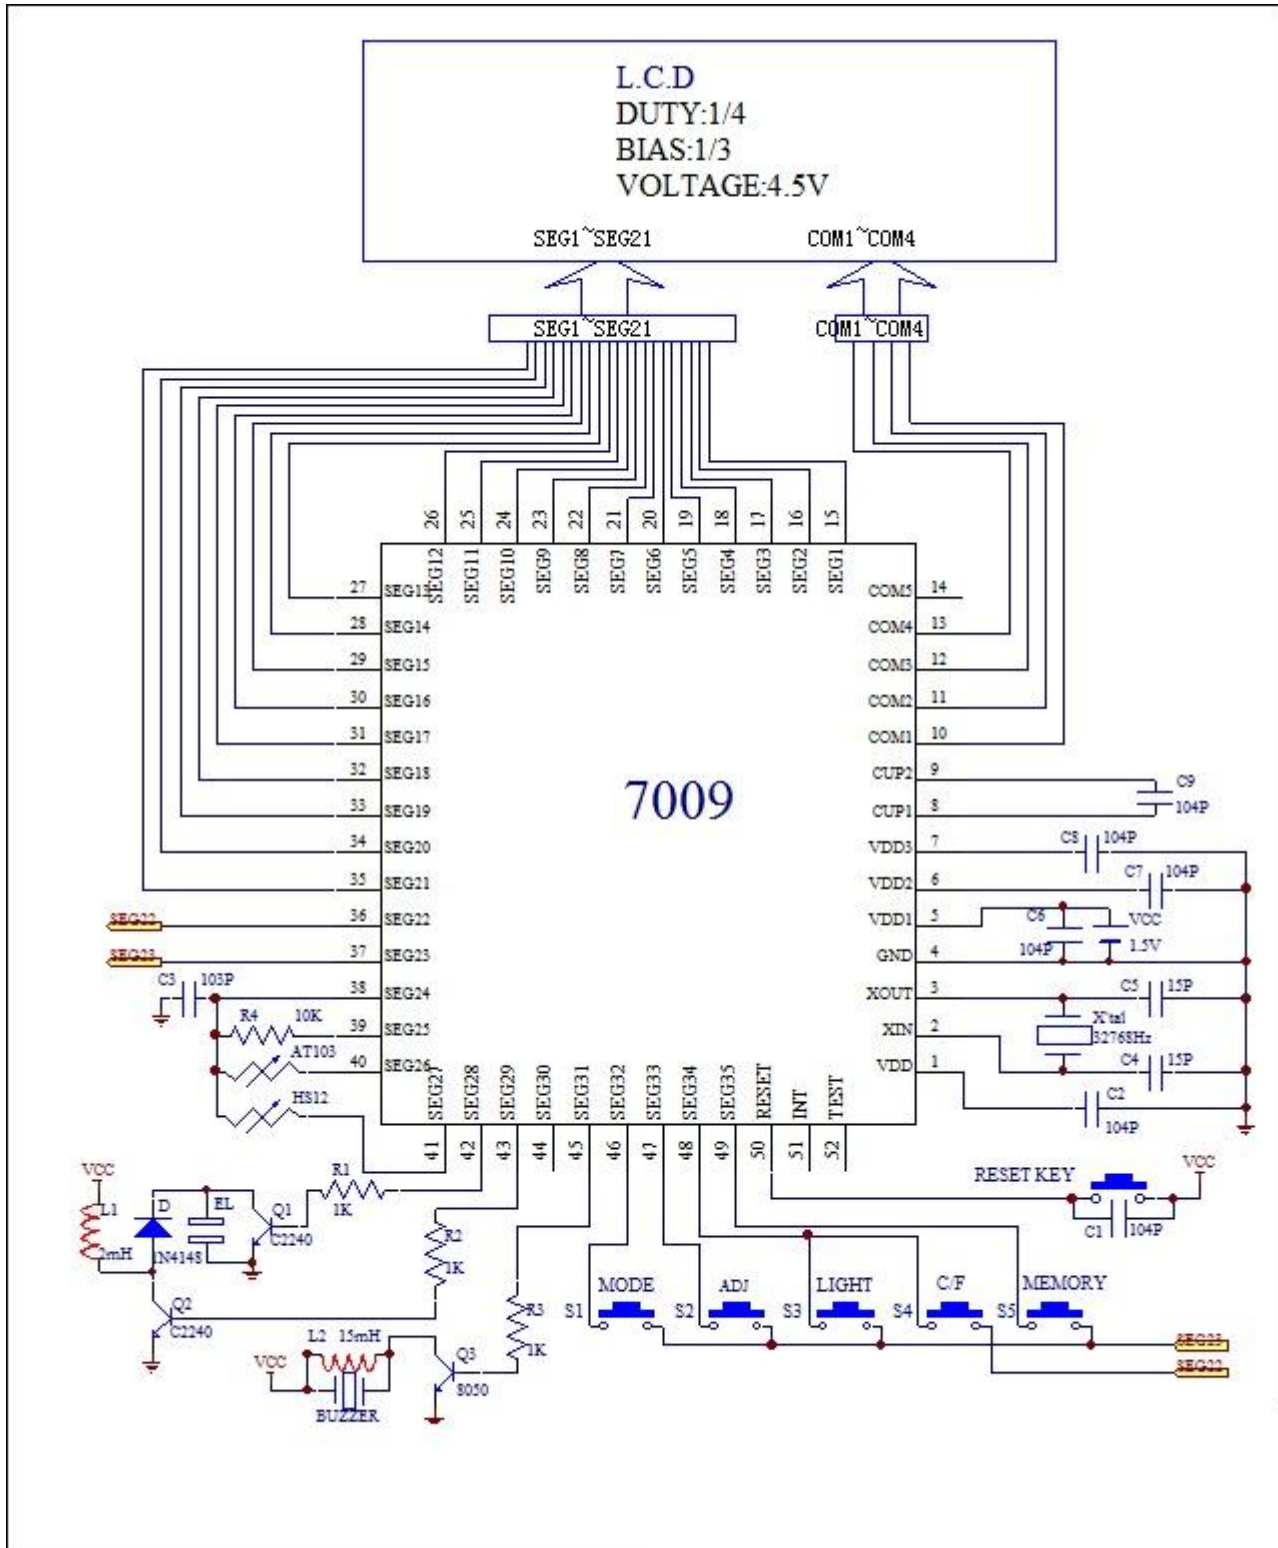 L.C.D
DUTY:1/4
BIAS:1/3
VOLTAGE:4.5V
SEG1~SEG21 COM1~COM4
SEG1~SEG21 COM1~COM4
26 25 24 23 22 21 20 19 18 17 16 15
SEG12 SEG11 SEG10 SEG9 SEG8 SEG7 SEG6 SEG5 SEG4 SEG3 SEG2 SEG1
27 SEG13 COM5 14
28 SEG14 COM4 13
29 SEG15 COM3 12
30 SEG16 COM2 11
31 SEG17 COM1 10
32 SEG18 CUP2 9
C9
7009
33 SEG19 CUP1 8
104P
34 SEG20 VDD3 7
C8 104P
35 SEG21 VDD2 6
C7 104P
SEG22 36 SEG22 VDD1 5
C6 104P
VCC
1.5V
SEG23 37 SEG23 GND 4
C3 103P
38 SEG24 XOUT 3
C5 15P
R4 10K
39 SEG25 XIN 2
X'tal
32768Hz
AT103
40 SEG26 VDD 1
C4 15P
HS12
C2
104P
SEG27 SEG28 SEG29 SEG30 SEG31 SEG32 SEG33 SEG34 SEG35 RESET INT TEST
41 42 43 44 45 46 47 48 49 50 51 52
VCC
R1
1K
RESET KEY
VCC
C1 104P
L1
2mH
D
1N4148
EL
Q1
C2240
R2
1K
Q2
C2240
R3
1K
MODE ADJ LIGHT C/F MEMORY
S1 S2 S3 S4 S5
L2 15mH
VCC
BUZZER
Q3
8050
SEG23
SEG22